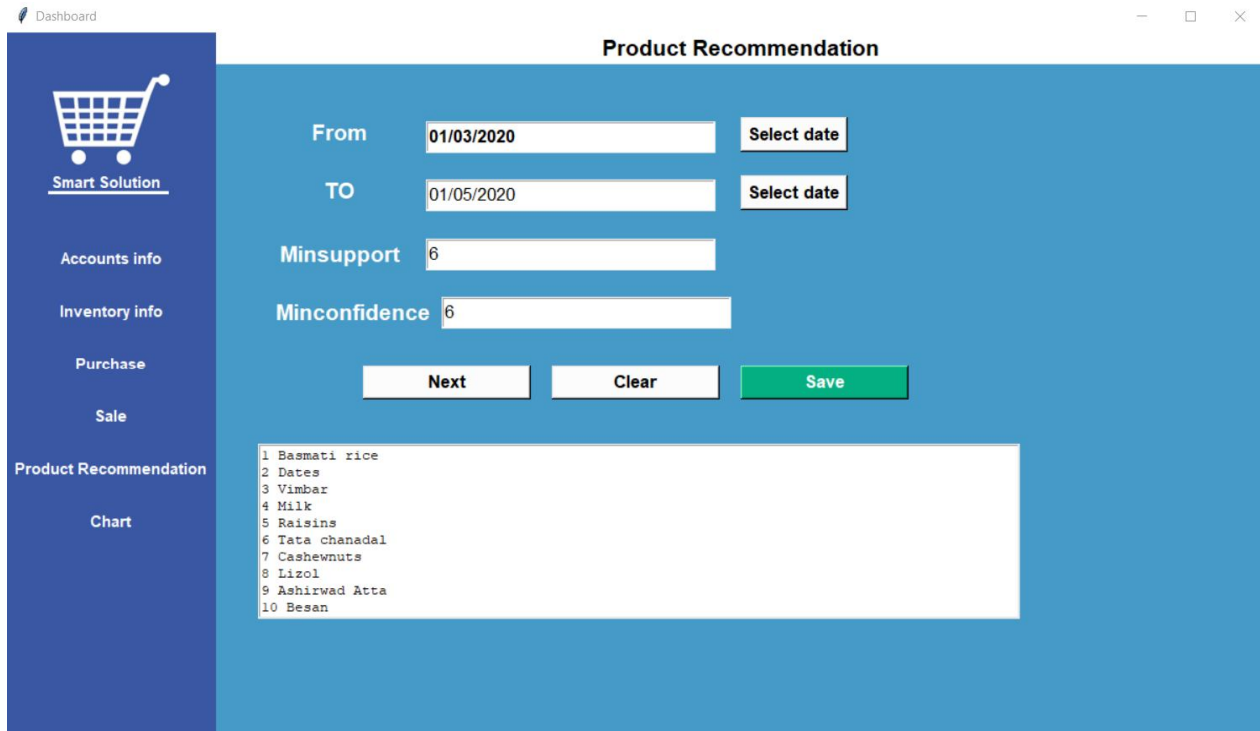 Dashboard
Product Recommendation
Smart Solution
Accounts info
Inventory info
Purchase
Sale
Product Recommendation
Chart
From 01/03/2020 Select date
TO 01/05/2020 Select date
Minsupport 6
Minconfidence 6
Next Clear Save
1 Basmati rice
2 Dates
3 Vimbar
4 Milk
5 Raisins
6 Tata chanadal
7 Cashewnuts
8 Lizol
9 Ashirwad Atta
10 Besan